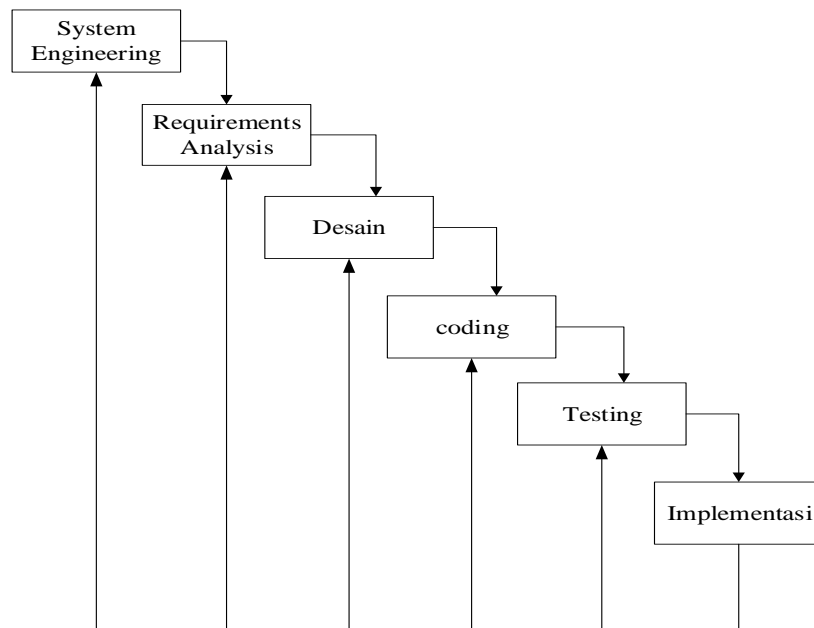 System
Engineering
Requirements
Analysis
Desain
coding
Testing
Implementasi